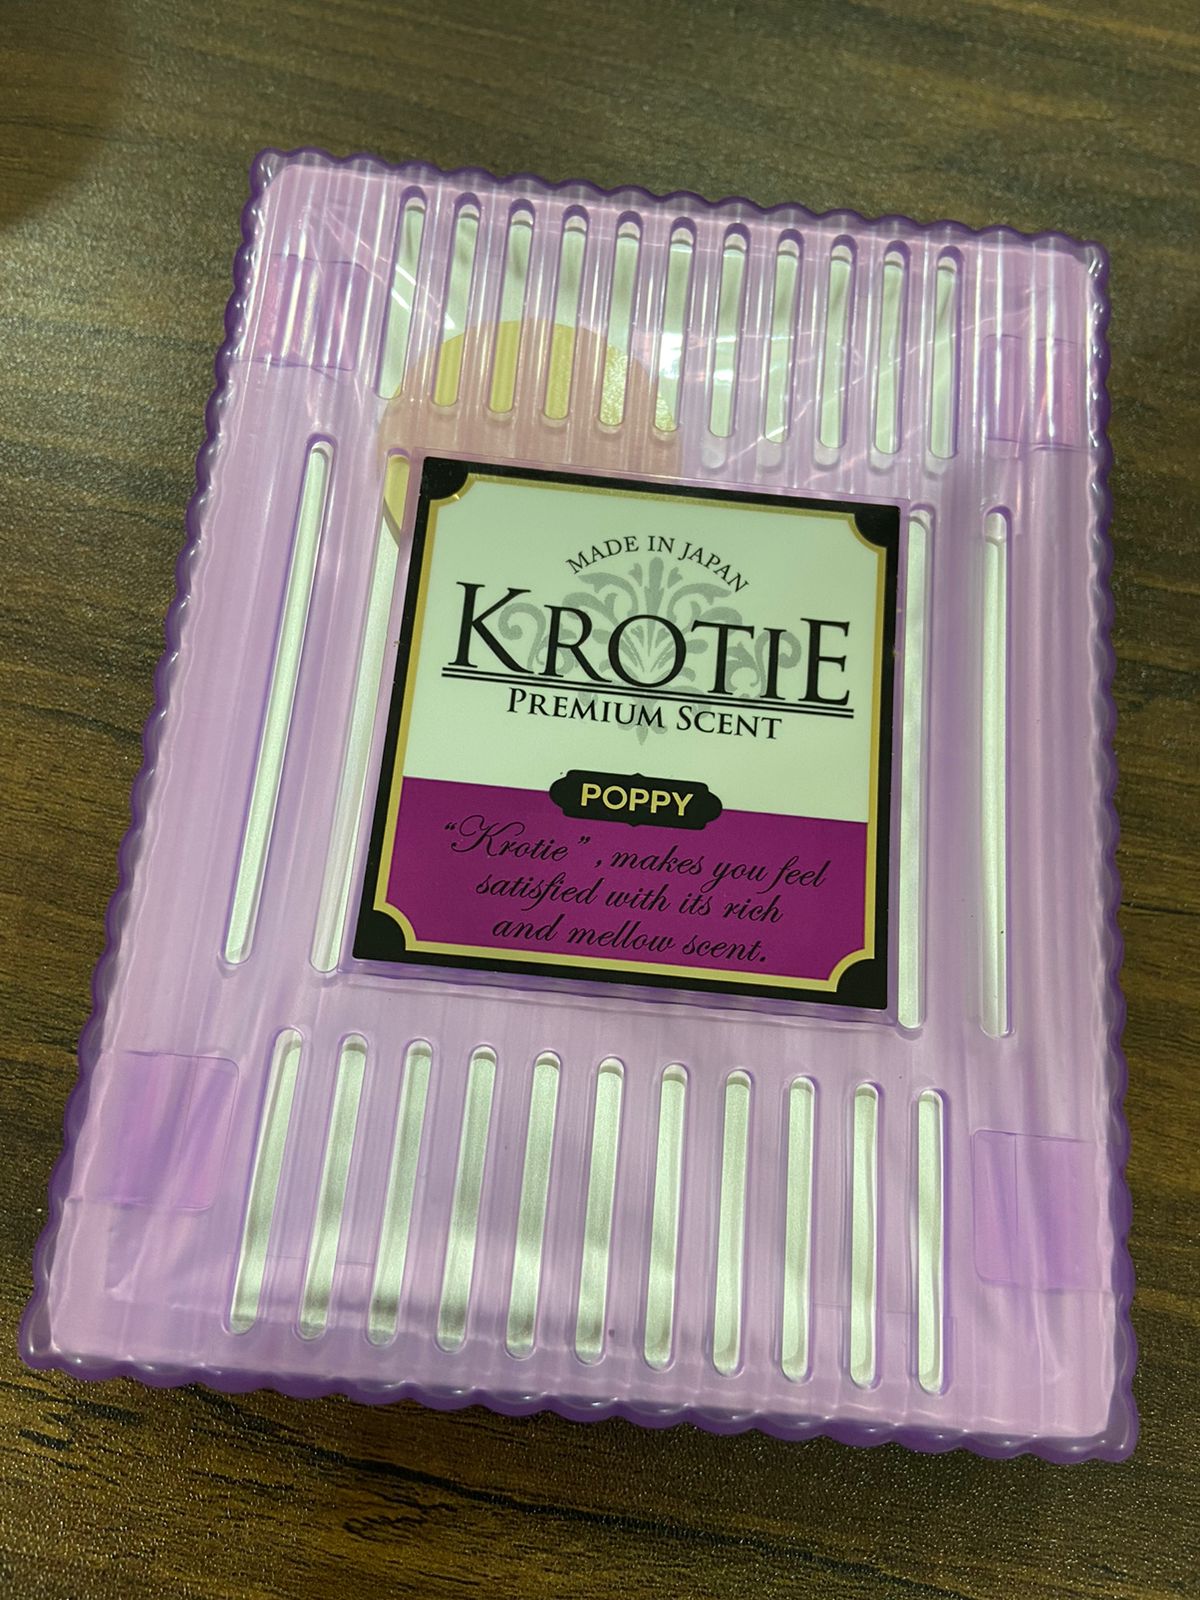 MADE IN JAPAN
KROTIE
PREMIUM SCENT
POPPY
“Krotie”, makes you feel
satisfied with its rich
and mellow scent.